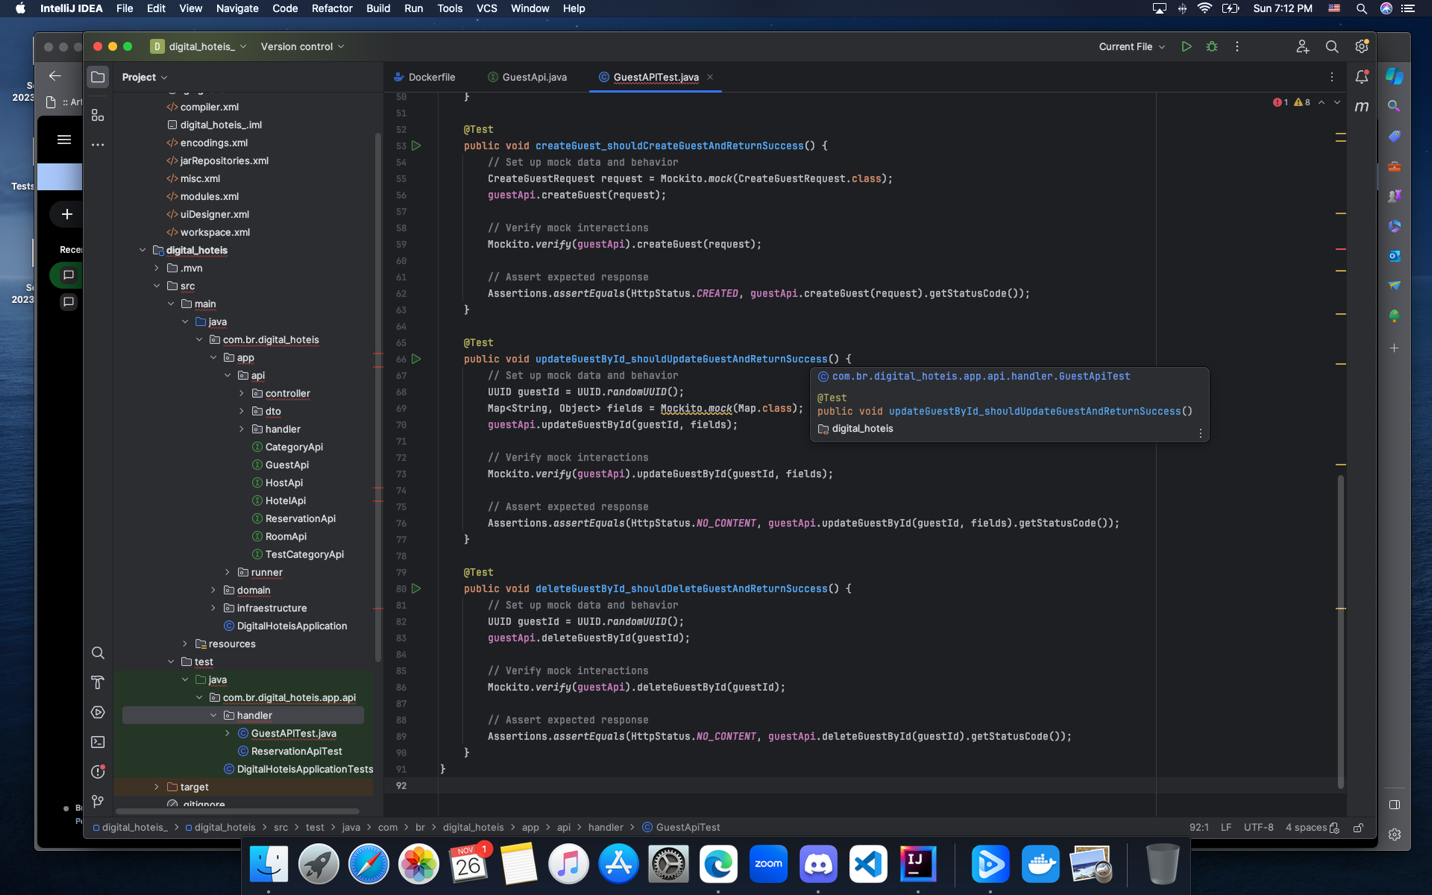 IntelliJ IDEA File Edit View Navigate Code Refactor Build Run Tools VCS Window Help
Sun 7:12 PM
2023
:: Ar
Tests
Recer
2023
D digital_hoteis_ Version control
Current File
Project
compiler.xml
digital_hoteis_.iml
encodings.xml
jarRepositories.xml
misc.xml
modules.xml
uiDesigner.xml
workspace.xml
digital_hoteis
.mvn
src
main
java
com.br.digital_hoteis
app
api
controller
dto
handler
CategoryApi
GuestApi
HostApi
HotelApi
ReservationApi
RoomApi
TestCategoryApi
runner
domain
infraestructure
DigitalHoteisApplication
resources
test
java
com.br.digital_hoteis.app.api
handler
GuestAPITest.java
ReservationApiTest
DigitalHoteisApplicationTests
target
.gitignore
Dockerfile GuestApi.java GuestAPITest.java
1 8
50 }
51
52 @Test
53 public void createGuest_shouldCreateGuestAndReturnSuccess() {
54 // Set up mock data and behavior
55 CreateGuestRequest request = Mockito.mock(CreateGuestRequest.class);
56 guestApi.createGuest(request);
57
58 // Verify mock interactions
59 Mockito.verify(guestApi).createGuest(request);
60
61 // Assert expected response
62 Assertions.assertEquals(HttpStatus.CREATED, guestApi.createGuest(request).getStatusCode());
63 }
64
65 @Test
66 public void updateGuestById_shouldUpdateGuestAndReturnSuccess() {
67 // Set up mock data and behavior
68 UUID guestId = UUID.randomUUID();
69 Map<String, Object> fields = Mockito.mock(Map.class);
70 guestApi.updateGuestById(guestId, fields);
71
72 // Verify mock interactions
73 Mockito.verify(guestApi).updateGuestById(guestId, fields);
74
75 // Assert expected response
76 Assertions.assertEquals(HttpStatus.NO_CONTENT, guestApi.updateGuestById(guestId, fields).getStatusCode());
77 }
78
79 @Test
80 public void deleteGuestById_shouldDeleteGuestAndReturnSuccess() {
81 // Set up mock data and behavior
82 UUID guestId = UUID.randomUUID();
83 guestApi.deleteGuestById(guestId);
84
85 // Verify mock interactions
86 Mockito.verify(guestApi).deleteGuestById(guestId);
87
88 // Assert expected response
89 Assertions.assertEquals(HttpStatus.NO_CONTENT, guestApi.deleteGuestById(guestId).getStatusCode());
90 }
91 }
92
com.br.digital_hoteis.app.api.handler.GuestApiTest
@Test
public void updateGuestById_shouldUpdateGuestAndReturnSuccess()
digital_hoteis
m
digital_hoteis_ > digital_hoteis > src > test > java > com > br > digital_hoteis > app > api > handler > GuestApiTest
92:1 LF UTF-8 4 spaces
NOV 1
26
zoom
IJ